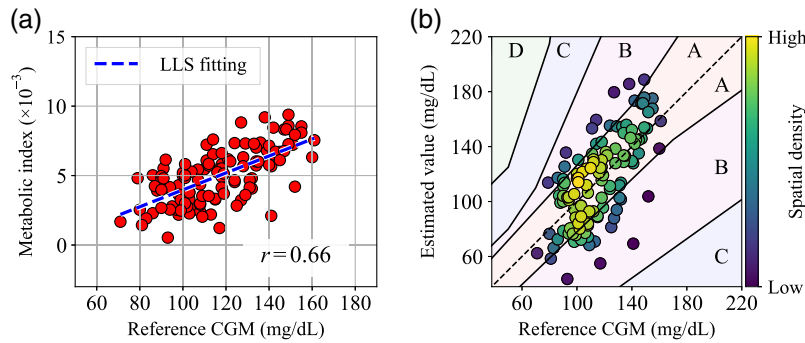 (a)
15
10
5
0
Metabolic index (×10⁻³)
LLS fitting
r = 0.66
60 80 100 120 140 160 180
Reference CGM (mg/dL)
(b)
220
180
140
100
60
Estimated value (mg/dL)
D C B A
A
B
C
60 100 140 180 220
Reference CGM (mg/dL)
High
Spatial density
Low